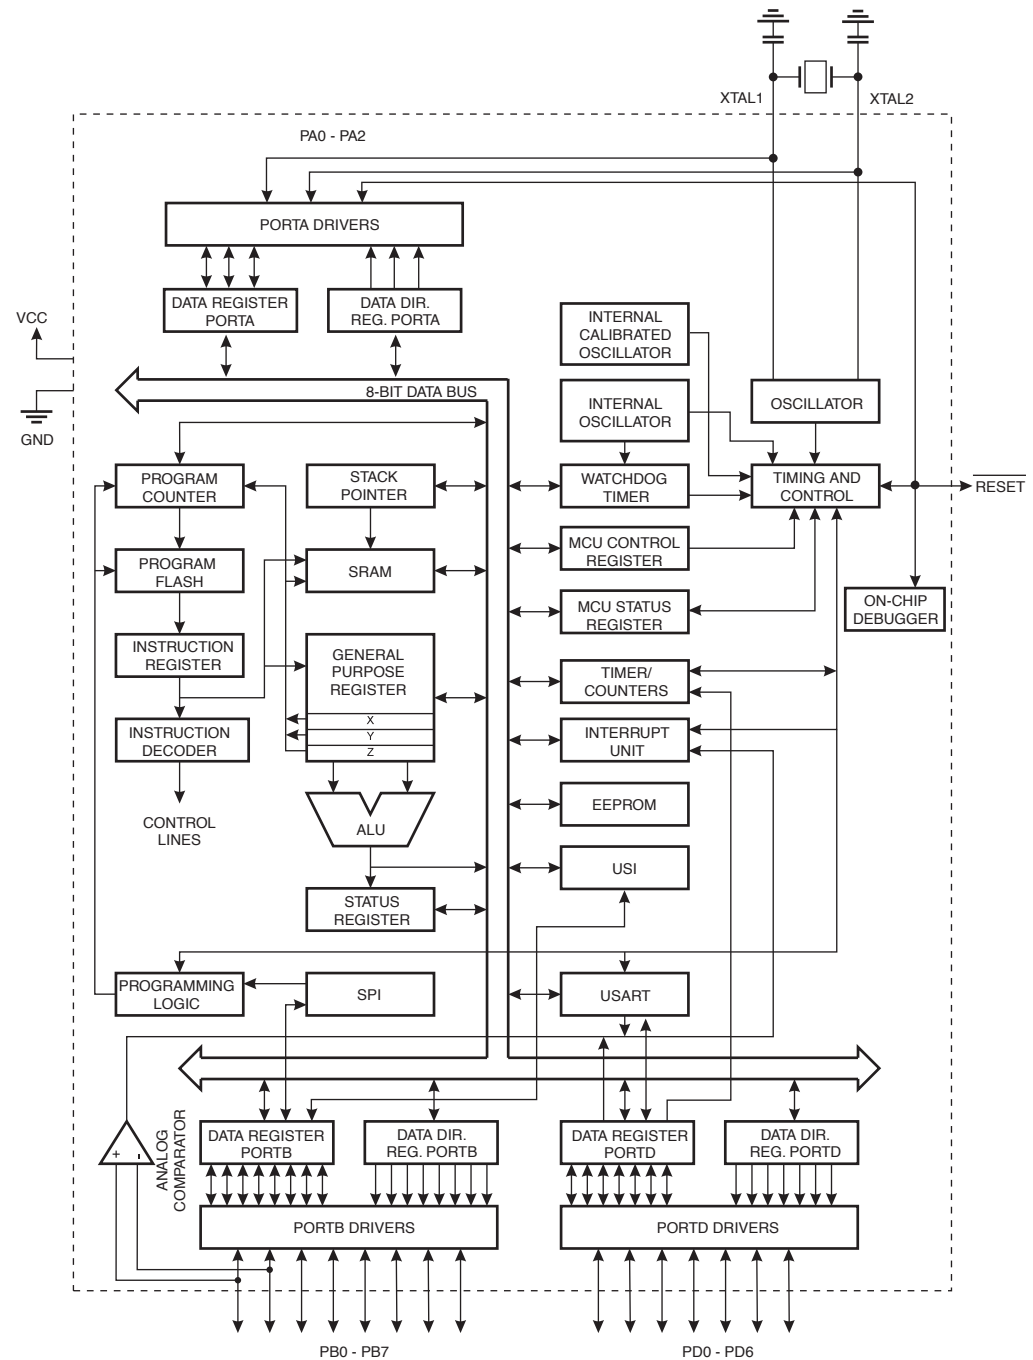 XTAL1
XTAL2
PA0 - PA2
PORTA DRIVERS
DATA REGISTER
PORTA
DATA DIR.
REG. PORTA
VCC
GND
8-BIT DATA BUS
INTERNAL
CALIBRATED
OSCILLATOR
INTERNAL
OSCILLATOR
OSCILLATOR
PROGRAM
COUNTER
STACK
POINTER
WATCHDOG
TIMER
TIMING AND
CONTROL
RESET
PROGRAM
FLASH
SRAM
MCU CONTROL
REGISTER
MCU STATUS
REGISTER
ON-CHIP
DEBUGGER
INSTRUCTION
REGISTER
GENERAL
PURPOSE
REGISTER
X
Y
Z
TIMER/
COUNTERS
INSTRUCTION
DECODER
INTERRUPT
UNIT
CONTROL
LINES
ALU
EEPROM
USI
STATUS
REGISTER
PROGRAMMING
LOGIC
SPI
USART
+
-
ANALOG
COMPARATOR
DATA REGISTER
PORTB
DATA DIR.
REG. PORTB
DATA REGISTER
PORTD
DATA DIR.
REG. PORTD
PORTB DRIVERS
PORTD DRIVERS
PB0 - PB7
PD0 - PD6